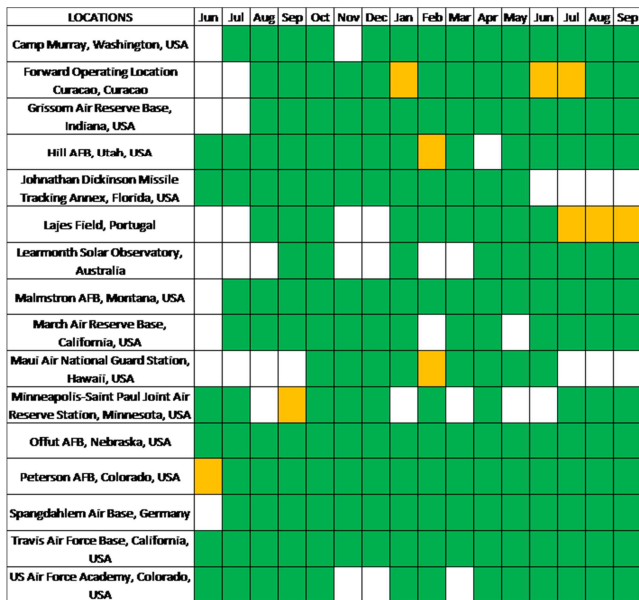 LOCATIONS Jun Jul Aug Sep Oct Nov Dec Jan Feb Mar Apr May Jun Jul Aug Sep
Camp Murray, Washington, USA
Forward Operating Location
Curacao, Curacao
Grissom Air Reserve Base,
Indiana, USA
Hill AFB, Utah, USA
Johnathan Dickinson Missile
Tracking Annex, Florida, USA
Lajes Field, Portugal
Learmonth Solar Observatory,
Australia
Malmstron AFB, Montana, USA
March Air Reserve Base,
California, USA
Maui Air National Guard Station,
Hawaii, USA
Minneapolis-Saint Paul Joint Air
Reserve Station, Minnesota, USA
Offut AFB, Nebraska, USA
Peterson AFB, Colorado, USA
Spangdahlem Air Base, Germany
Travis Air Force Base, California,
USA
US Air Force Academy, Colorado,
USA